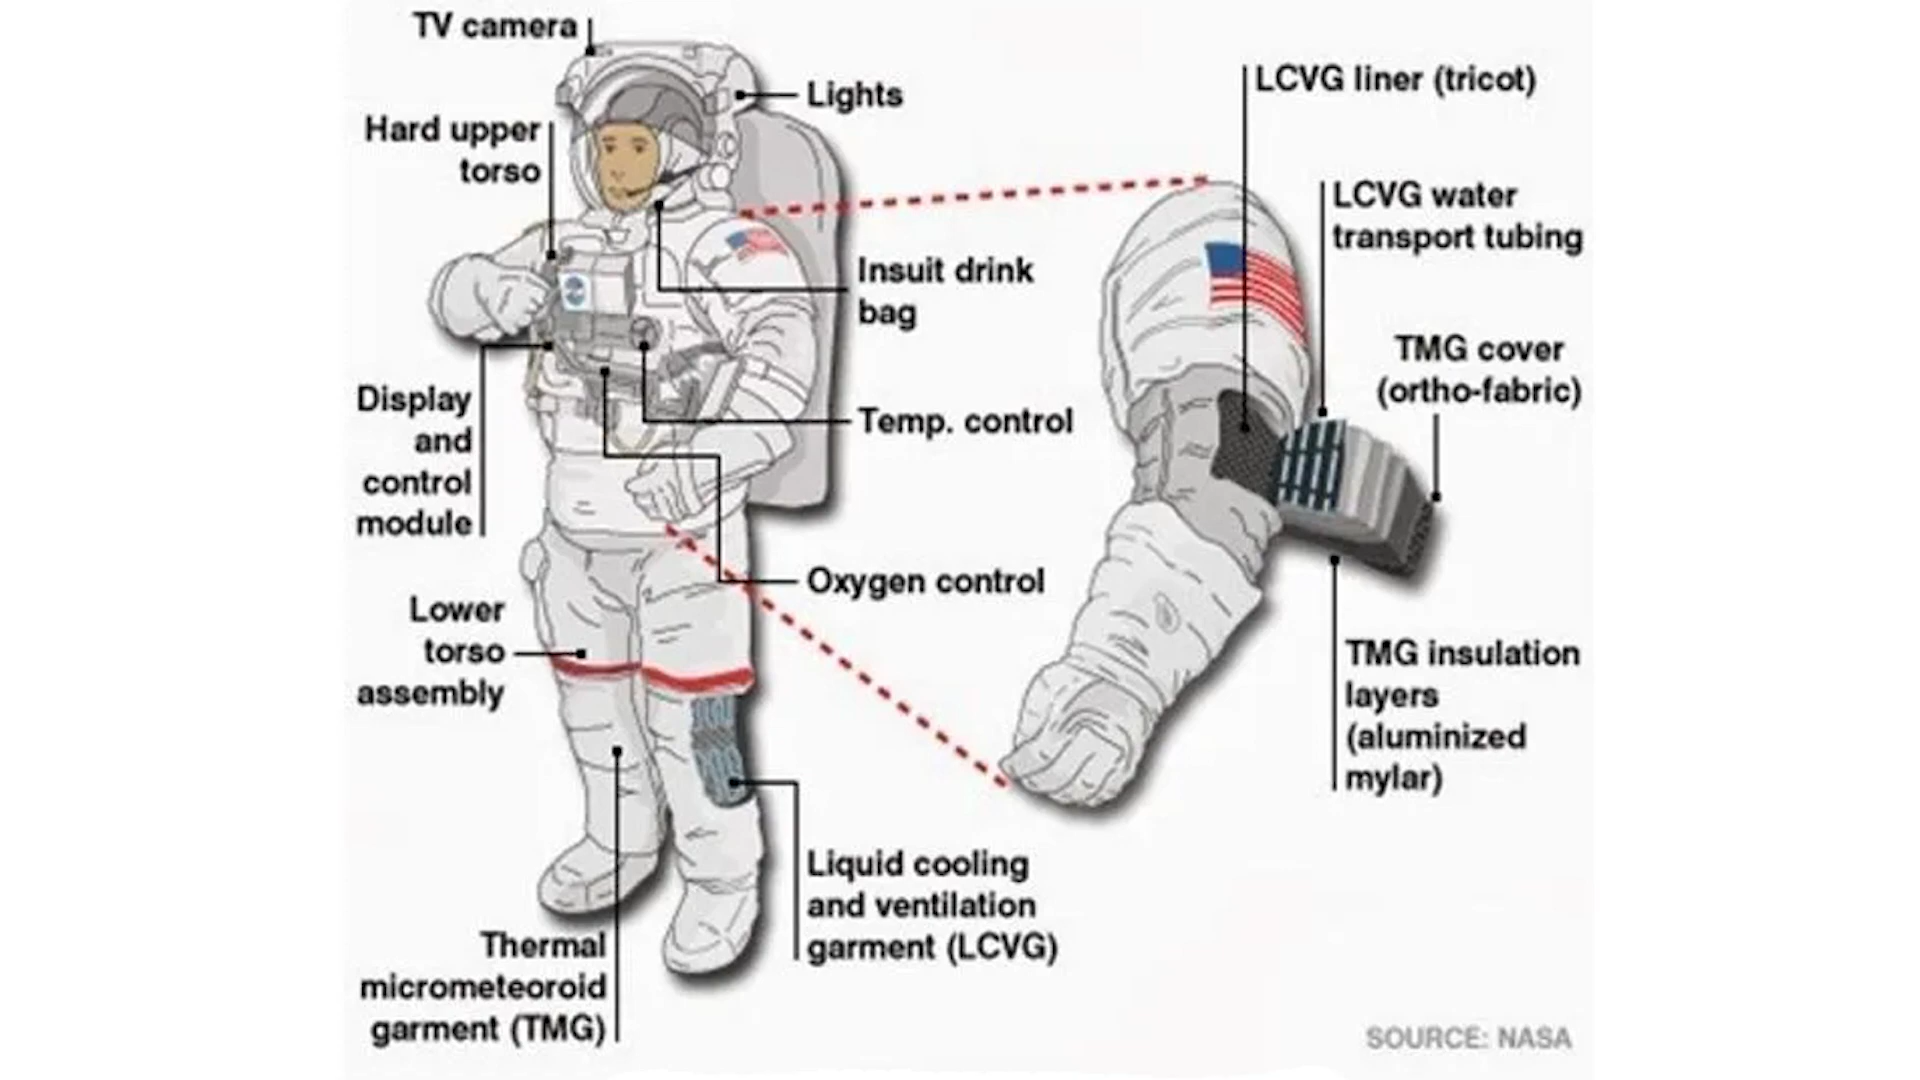 TV camera
Lights
Hard upper
torso
Insuit drink
bag
Display
and
control
module
Temp. control
Oxygen control
Lower
torso
assembly
Liquid cooling
and ventilation
garment (LCVG)
Thermal
micrometeoroid
garment (TMG)
LCVG liner (tricot)
LCVG water
transport tubing
TMG cover
(ortho-fabric)
TMG insulation
layers
(aluminized
mylar)
SOURCE: NASA